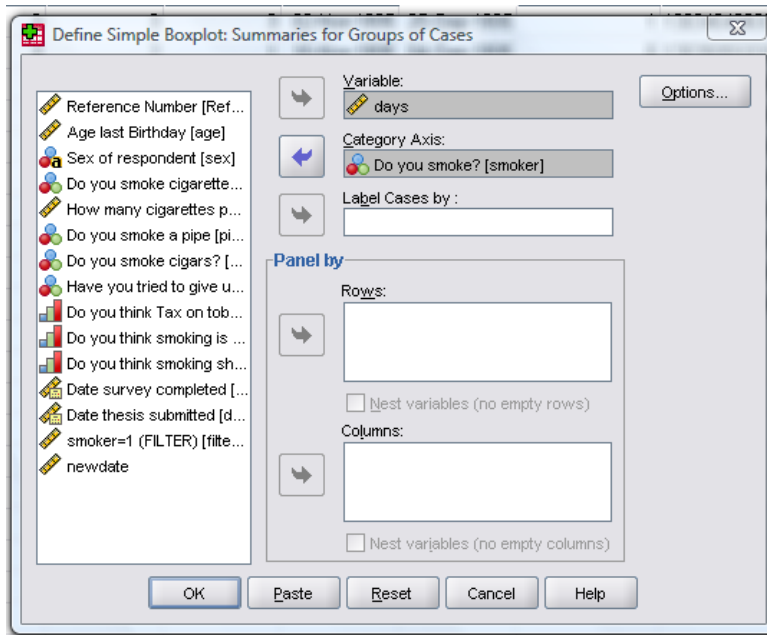 Define Simple Boxplot: Summaries for Groups of Cases
Reference Number [Ref...
Age last Birthday [age]
Sex of respondent [sex]
Do you smoke cigarette...
How many cigarettes p...
Do you smoke a pipe [pi...
Do you smoke cigars? [...
Have you tried to give u...
Do you think Tax on tob...
Do you think smoking is ...
Do you think smoking sh...
Date survey completed [...
Date thesis submitted [d...
smoker=1 (FILTER) [filte...
newdate
Variable:
days
Category Axis:
Do you smoke? [smoker]
Label Cases by :
Panel by
Rows:
Nest variables (no empty rows)
Columns:
Nest variables (no empty columns)
Options...
OK
Paste
Reset
Cancel
Help